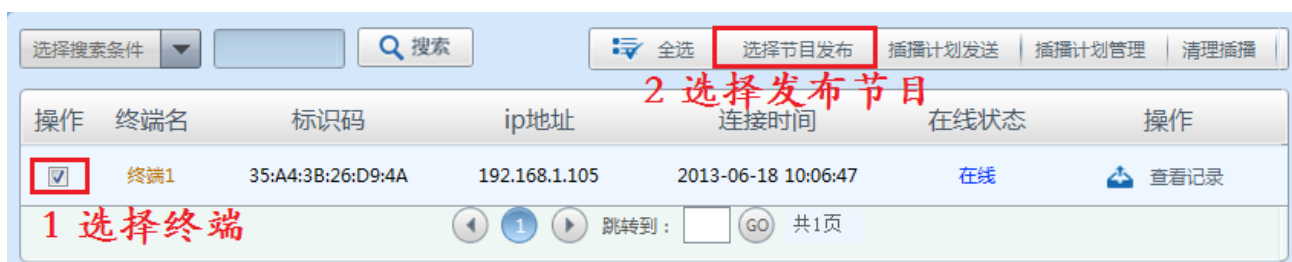 选择搜素条件 搜素 全选 选择节目发布 插播计划发送 插播计划管理 清理插播
2 选择发布节目
操作 终端名 标识码 ip地址 连接时间 在线状态 操作
终端1 35:A4:3B:26:D9:4A 192.168.1.105 2013-06-18 10:06:47 在线 查看记录
1 选择终端
1 跳转到： GO 共1页